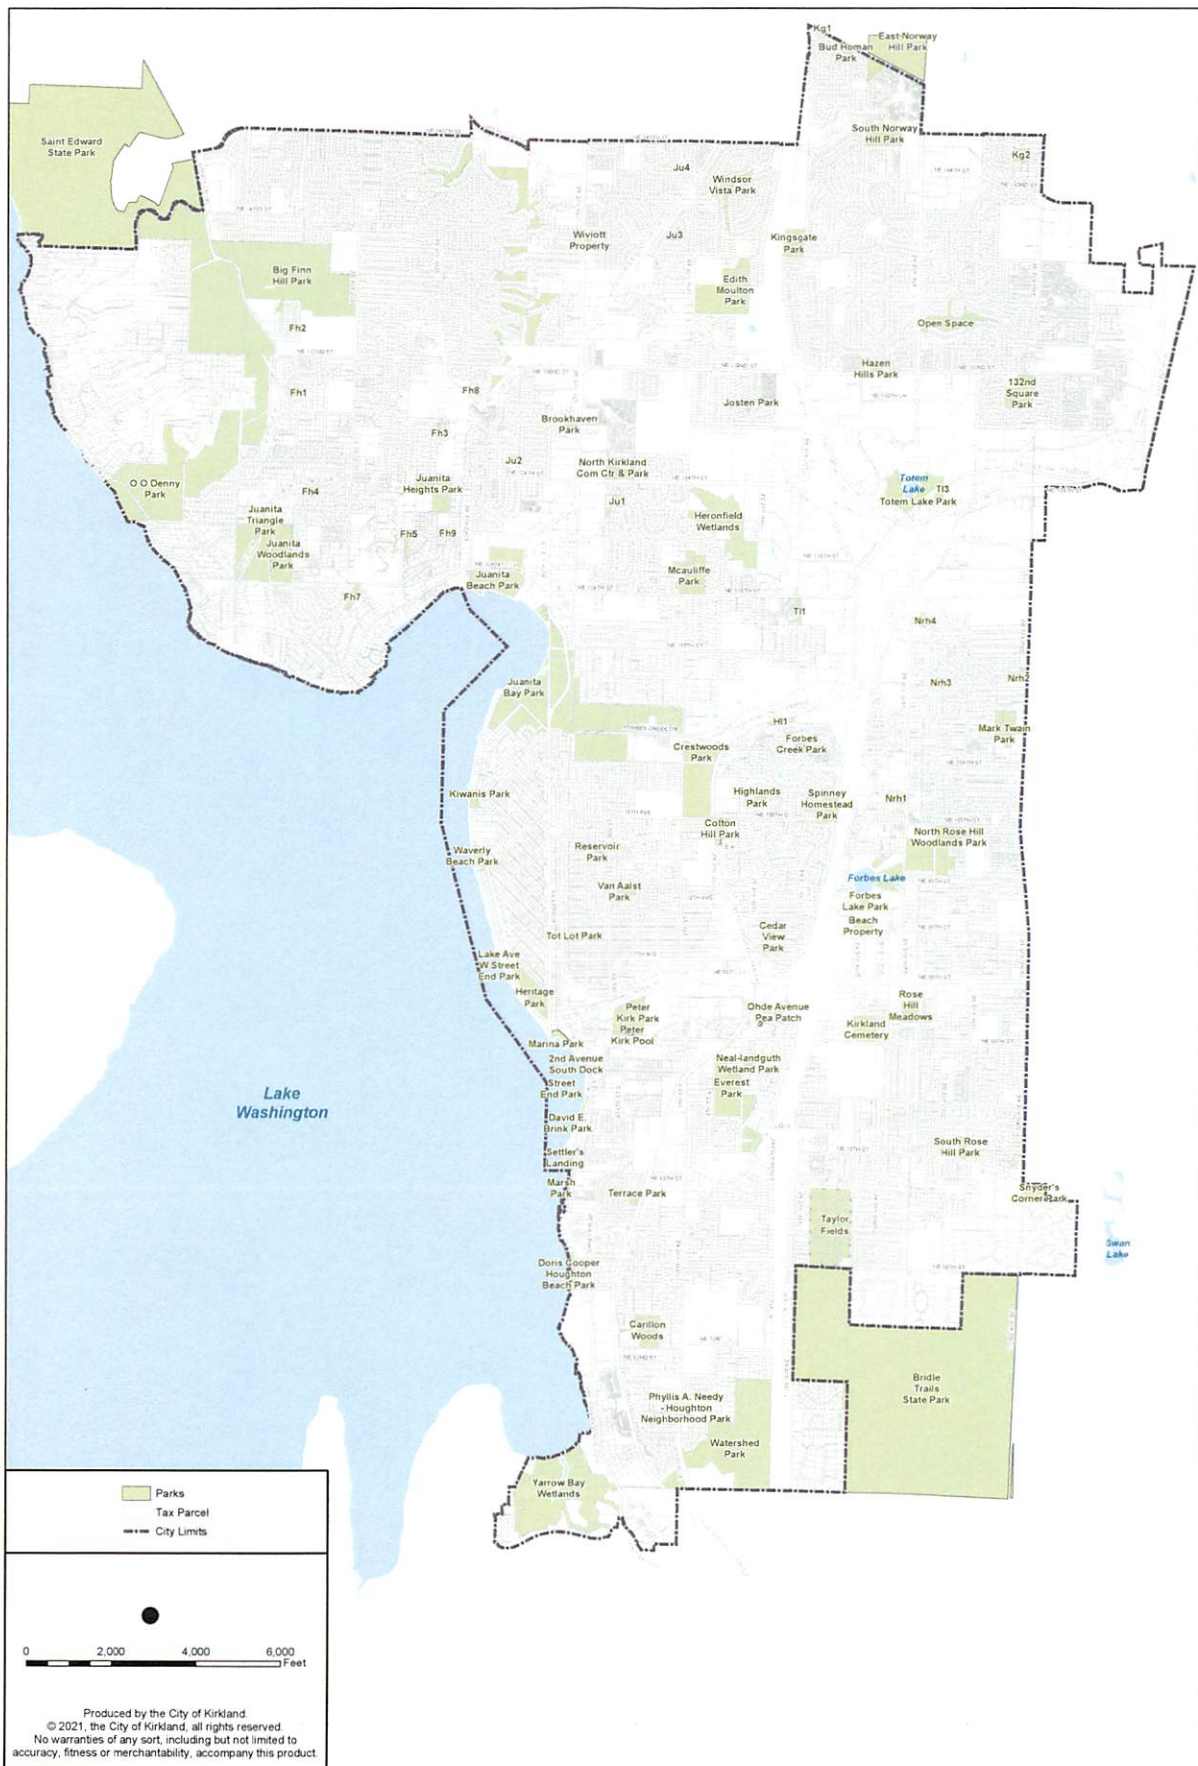 Kg1
East Norway
Hill Park
Bud Homan
Park
Saint Edward
State Park
South Norway
Hill Park
Kg2
Ju4
Windsor
Vista Park
Wiviott
Property
Ju3
Kingsgate
Park
Big Finn
Hill Park
Edith
Moulton
Park
Fh2
Open Space
Hazen
Hills Park
Fh1
Fh8
132nd
Square
Park
Josten Park
Brookhaven
Park
Fh3
Ju2
North Kirkland
Com Ctr & Park
O O Denny
Park
Juanita
Heights Park
Fh4
Totem
Lake
Tl3
Totem Lake Park
Ju1
Juanita
Triangle
Park
Heronfield
Wetlands
Juanita
Woodlands
Park
Fh5
Fh9
Juanita
Beach Park
Mcauliffe
Park
Fh7
Tl1
Nrh4
Juanita
Bay Park
Nrh3
Nrh2
Hl1
Mark Twain
Park
Forbes
Creek Park
Crestwoods
Park
Kiwanis Park
Highlands
Park
Spinney
Homestead
Park
Nrh1
Cotton
Hill Park
North Rose Hill
Woodlands Park
Waverly
Beach Park
Reservoir
Park
Forbes Lake
Van Aalst
Park
Forbes
Lake Park
Beach
Property
Cedar
View
Park
Tot Lot Park
Lake Ave
W Street
End Park
Heritage
Park
Peter
Kirk Park
Peter
Kirk Pool
Ohde Avenue
Pea Patch
Rose
Hill
Meadows
Kirkland
Cemetery
Marina Park
2nd Avenue
South Dock
Street
End Park
Neal-landguth
Wetland Park
Everest
Park
Lake
Washington
David E.
Brink Park
Settler's
Landing
South Rose
Hill Park
Marsh
Park
Terrace Park
Snyder's
Corner Park
Taylor
Fields
Swan
Lake
Doris Cooper
Houghton
Beach Park
Carillon
Woods
Bridle
Trails
State Park
Phyllis A. Needy
- Houghton
Neighborhood Park
Watershed
Park
Yarrow Bay
Wetlands
Parks
Tax Parcel
City Limits
0 2,000 4,000 6,000
Feet
Produced by the City of Kirkland.
© 2021, the City of Kirkland, all rights reserved.
No warranties of any sort, including but not limited to
accuracy, fitness or merchantability, accompany this product.